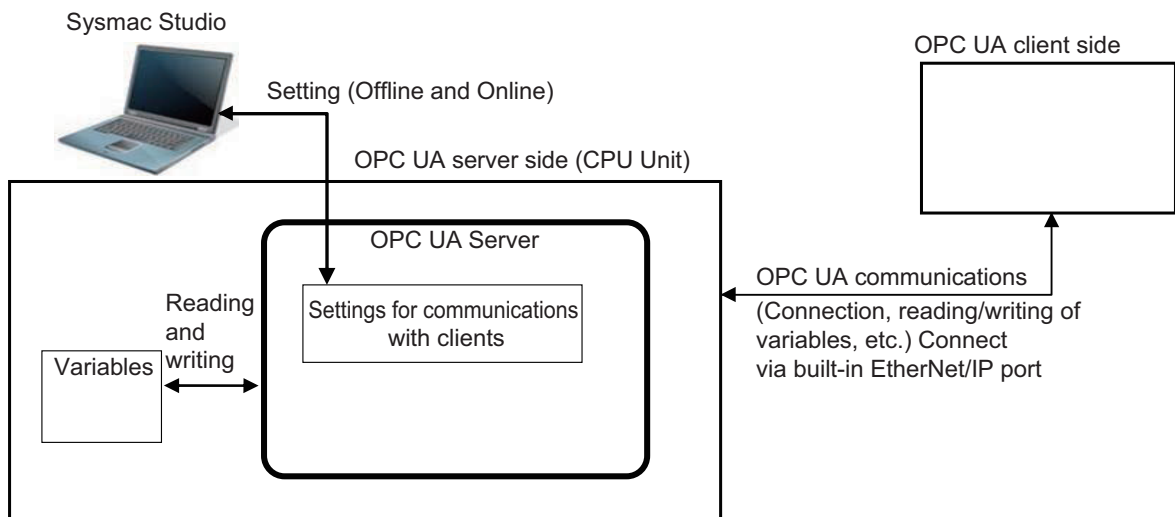 Sysmac Studio
OPC UA client side
Setting (Offline and Online)
OPC UA server side (CPU Unit)
OPC UA Server
Settings for communications
with clients
Reading
and
writing
Variables
OPC UA communications
(Connection, reading/writing of
variables, etc.) Connect
via built-in EtherNet/IP port